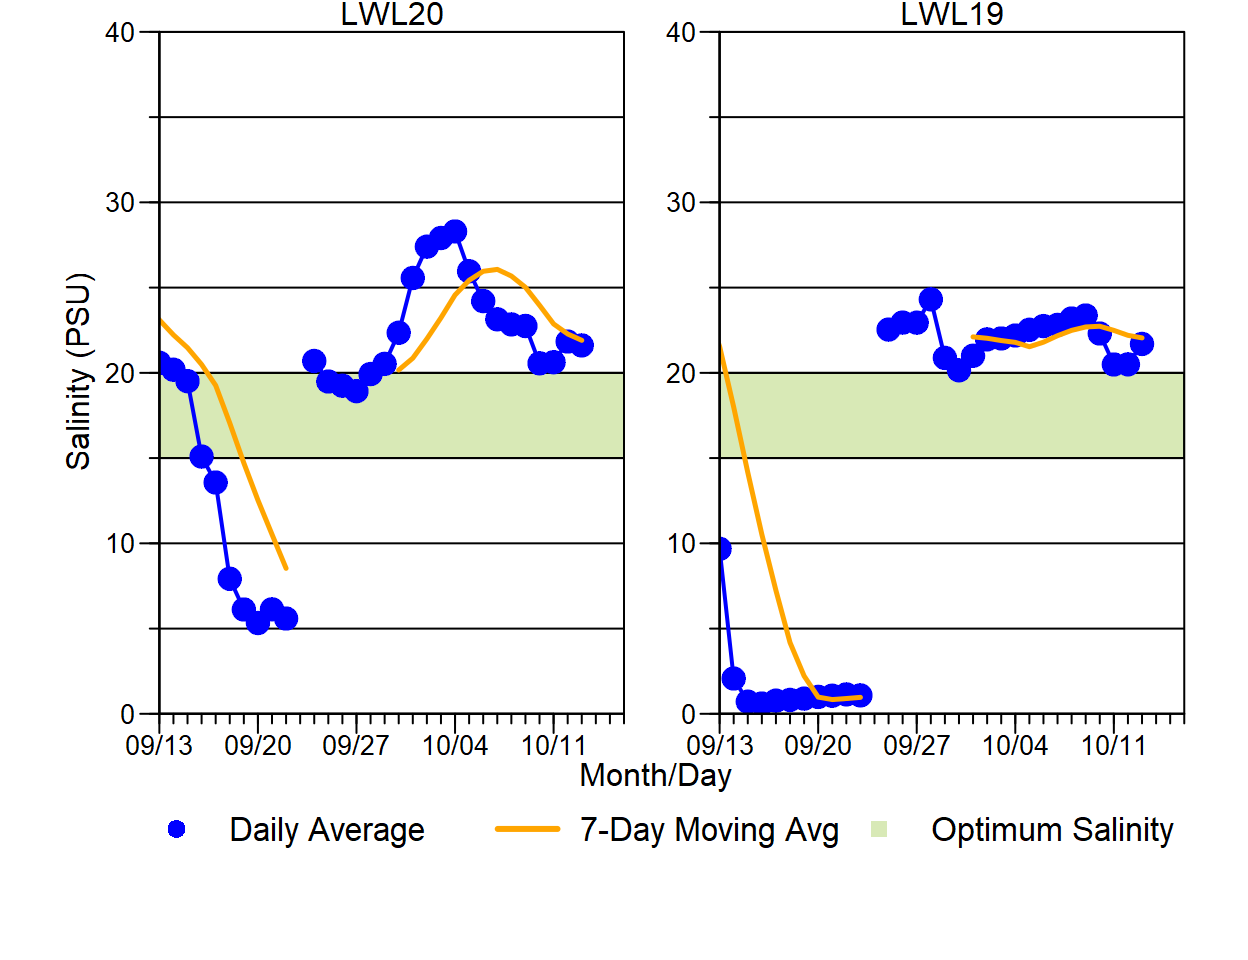 LWL20 LWL19
40 40
30 30
20 20
10 10
0 0
Salinity (PSU)
09/13 09/20 09/27 10/04 10/11 09/13 09/20 09/27 10/04 10/11
Month/Day
Daily Average 7-Day Moving Avg Optimum Salinity